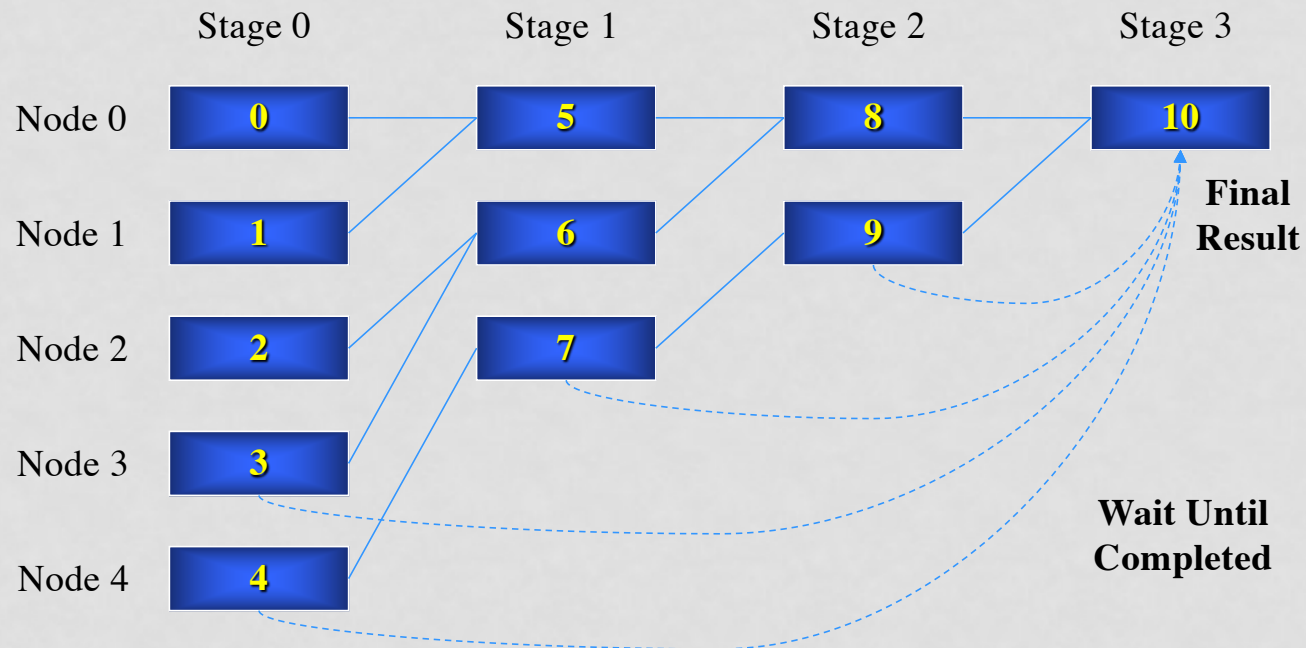 Stage 0 Stage 1 Stage 2 Stage 3
Node 0 0 5 8 10
Final
Result
Node 1 1 6 9
Node 2 2 7
Node 3 3
Wait Until
Completed
Node 4 4